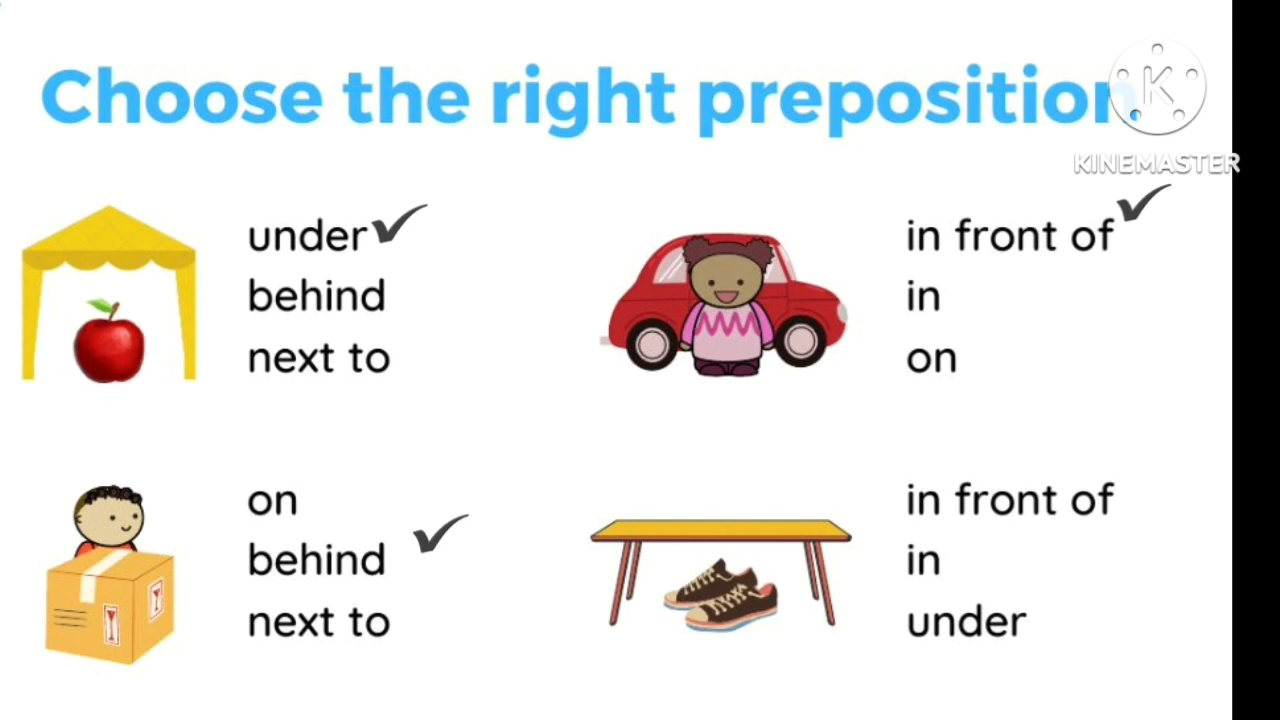 Choose the right preposition
K
KINEMASTER
under
behind
next to
in front of
in
on
on
behind
next to
in front of
in
under